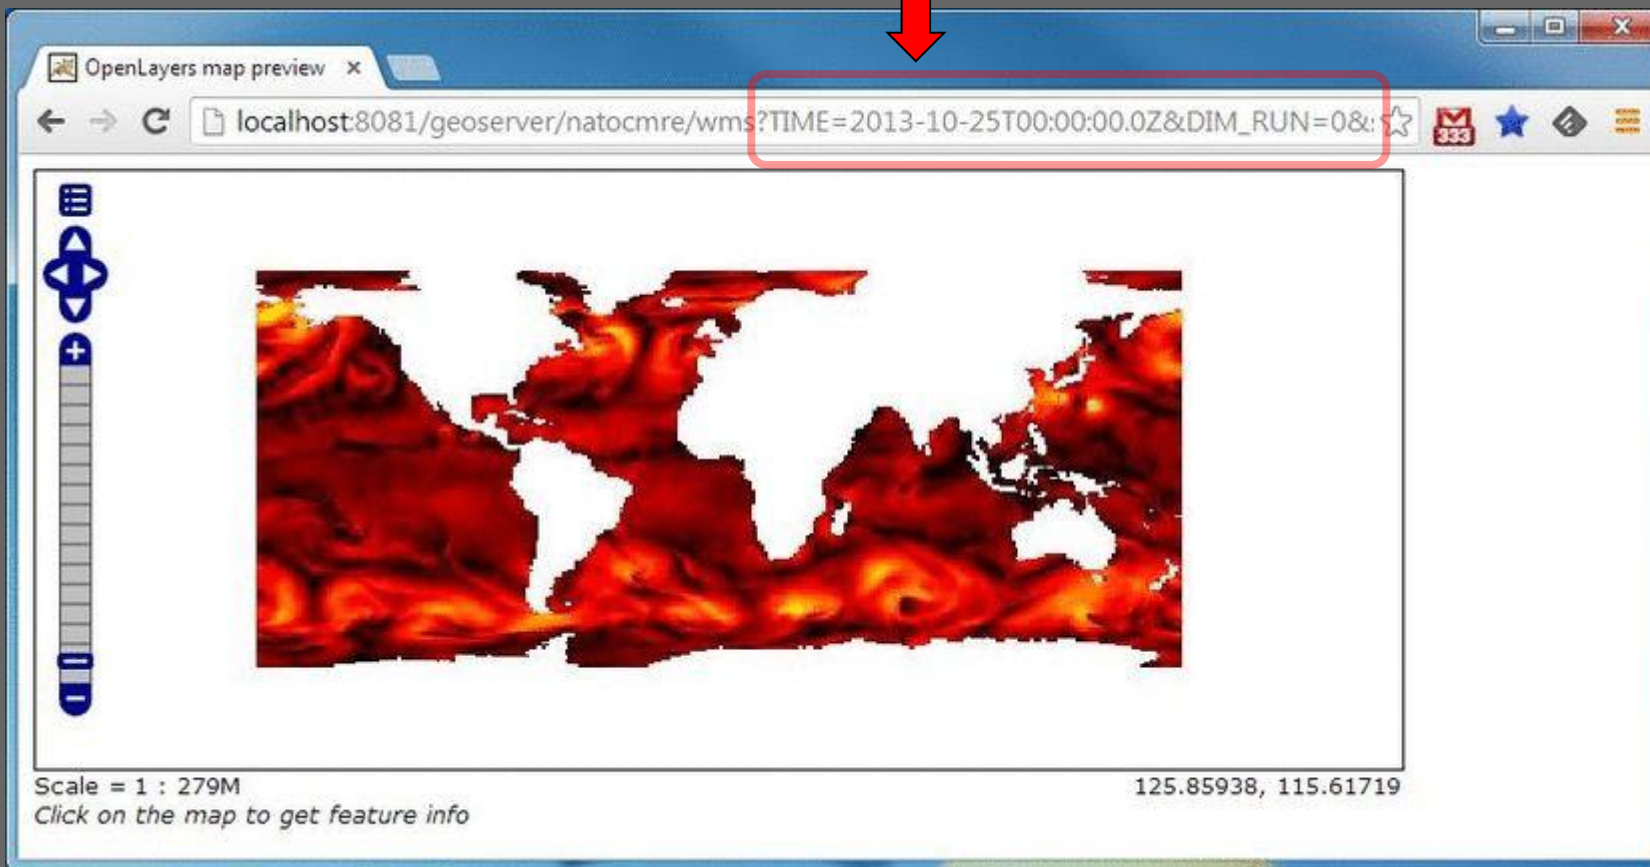 OpenLayers map preview
localhost:8081/geoserver/natocmre/wms?TIME=2013-10-25T00:00:00.0Z&DIM_RUN=0&
333
Scale = 1 : 279M
125.85938, 115.61719
Click on the map to get feature info